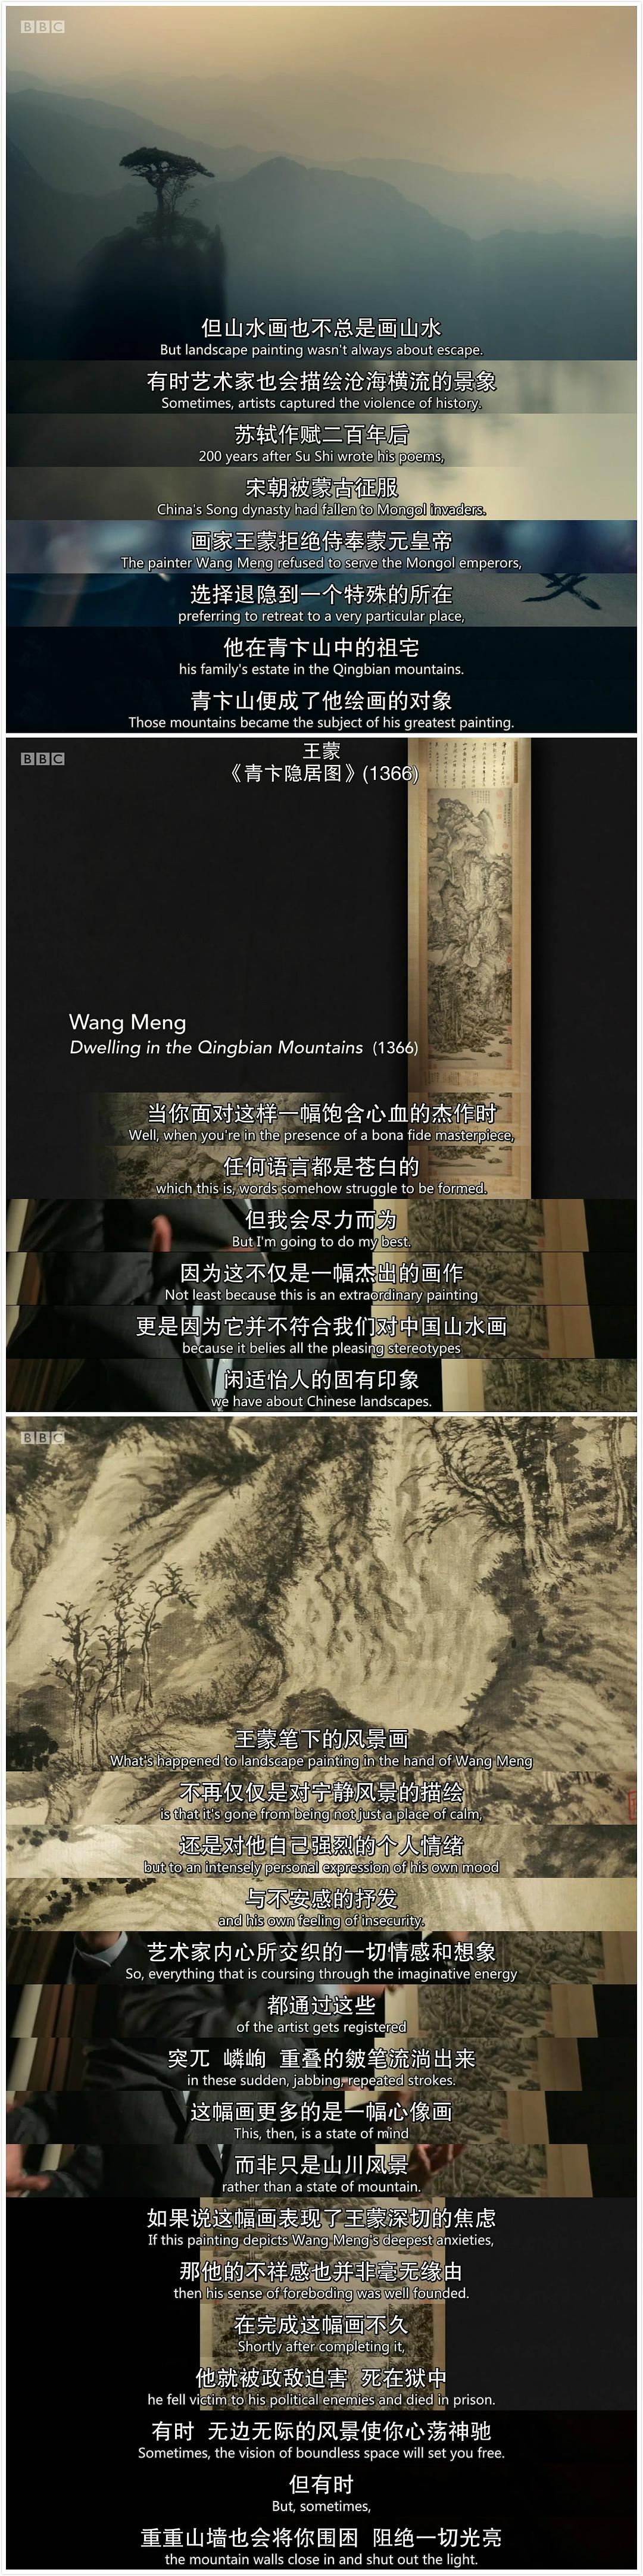 BBC
但山水画也不总是画山水
But landscape painting wasn't always about escape.
有时艺术家也会描绘沧海横流的景象
Sometimes, artists captured the violence of history.
苏轼作赋二百年后
200 years after Su Shi wrote his poems,
宋朝被蒙古征服
China's Song dynasty had fallen to Mongol invaders.
画家王蒙拒绝侍奉蒙元皇帝
The painter Wang Meng refused to serve the Mongol emperors,
选择退隐到一个特殊的所在
preferring to retreat to a very particular place,
他在青卞山中的祖宅
his family's estate in the Qingbian mountains.
青卞山便成了他绘画的对象
Those mountains became the subject of his greatest painting.
BBC
王蒙
《青卞隐居图》(1366)
Wang Meng
Dwelling in the Qingbian Mountains (1366)
当你面对这样一幅饱含心血的杰作时
Well, when you're in the presence of a bona fide masterpiece,
任何语言都是苍白的
which this is, words somehow struggle to be formed.
但我会尽力而为
But I'm going to do my best.
因为这不仅是一幅杰出的画作
Not least because this is an extraordinary painting
更是因为它并不符合我们对中国山水画
because it belies all the pleasing stereotypes
闲适怡人的固有印象
we have about Chinese landscapes.
BBC
王蒙笔下的风景画
What's happened to landscape painting in the hand of Wang Meng
不再仅仅是对宁静风景的描绘
is that it's gone from being not just a place of calm,
还是对他自己强烈的个人情绪
but to an intensely personal expression of his own mood
与不安感的抒发
and his own feeling of insecurity.
艺术家内心所交织的一切情感和想象
So, everything that is coursing through the imaginative energy
都通过这些
of the artist gets registered
突兀 嶙峋 重叠的皴笔流淌出来
in these sudden, jabbing, repeated strokes.
这幅画更多的是一幅心像画
This, then, is a state of mind
而非只是山川风景
rather than a state of mountain.
如果说这幅画表现了王蒙深切的焦虑
If this painting depicts Wang Meng's deepest anxieties,
那他的不祥感也并非毫无缘由
then his sense of foreboding was well founded.
在完成这幅画不久
Shortly after completing it,
他就被政敌迫害 死在狱中
he fell victim to his political enemies and died in prison.
有时 无边无际的风景使你心荡神驰
Sometimes, the vision of boundless space will set you free.
但有时
But, sometimes,
重重山墙也会将你围困 阻绝一切光亮
the mountain walls close in and shut out the light.